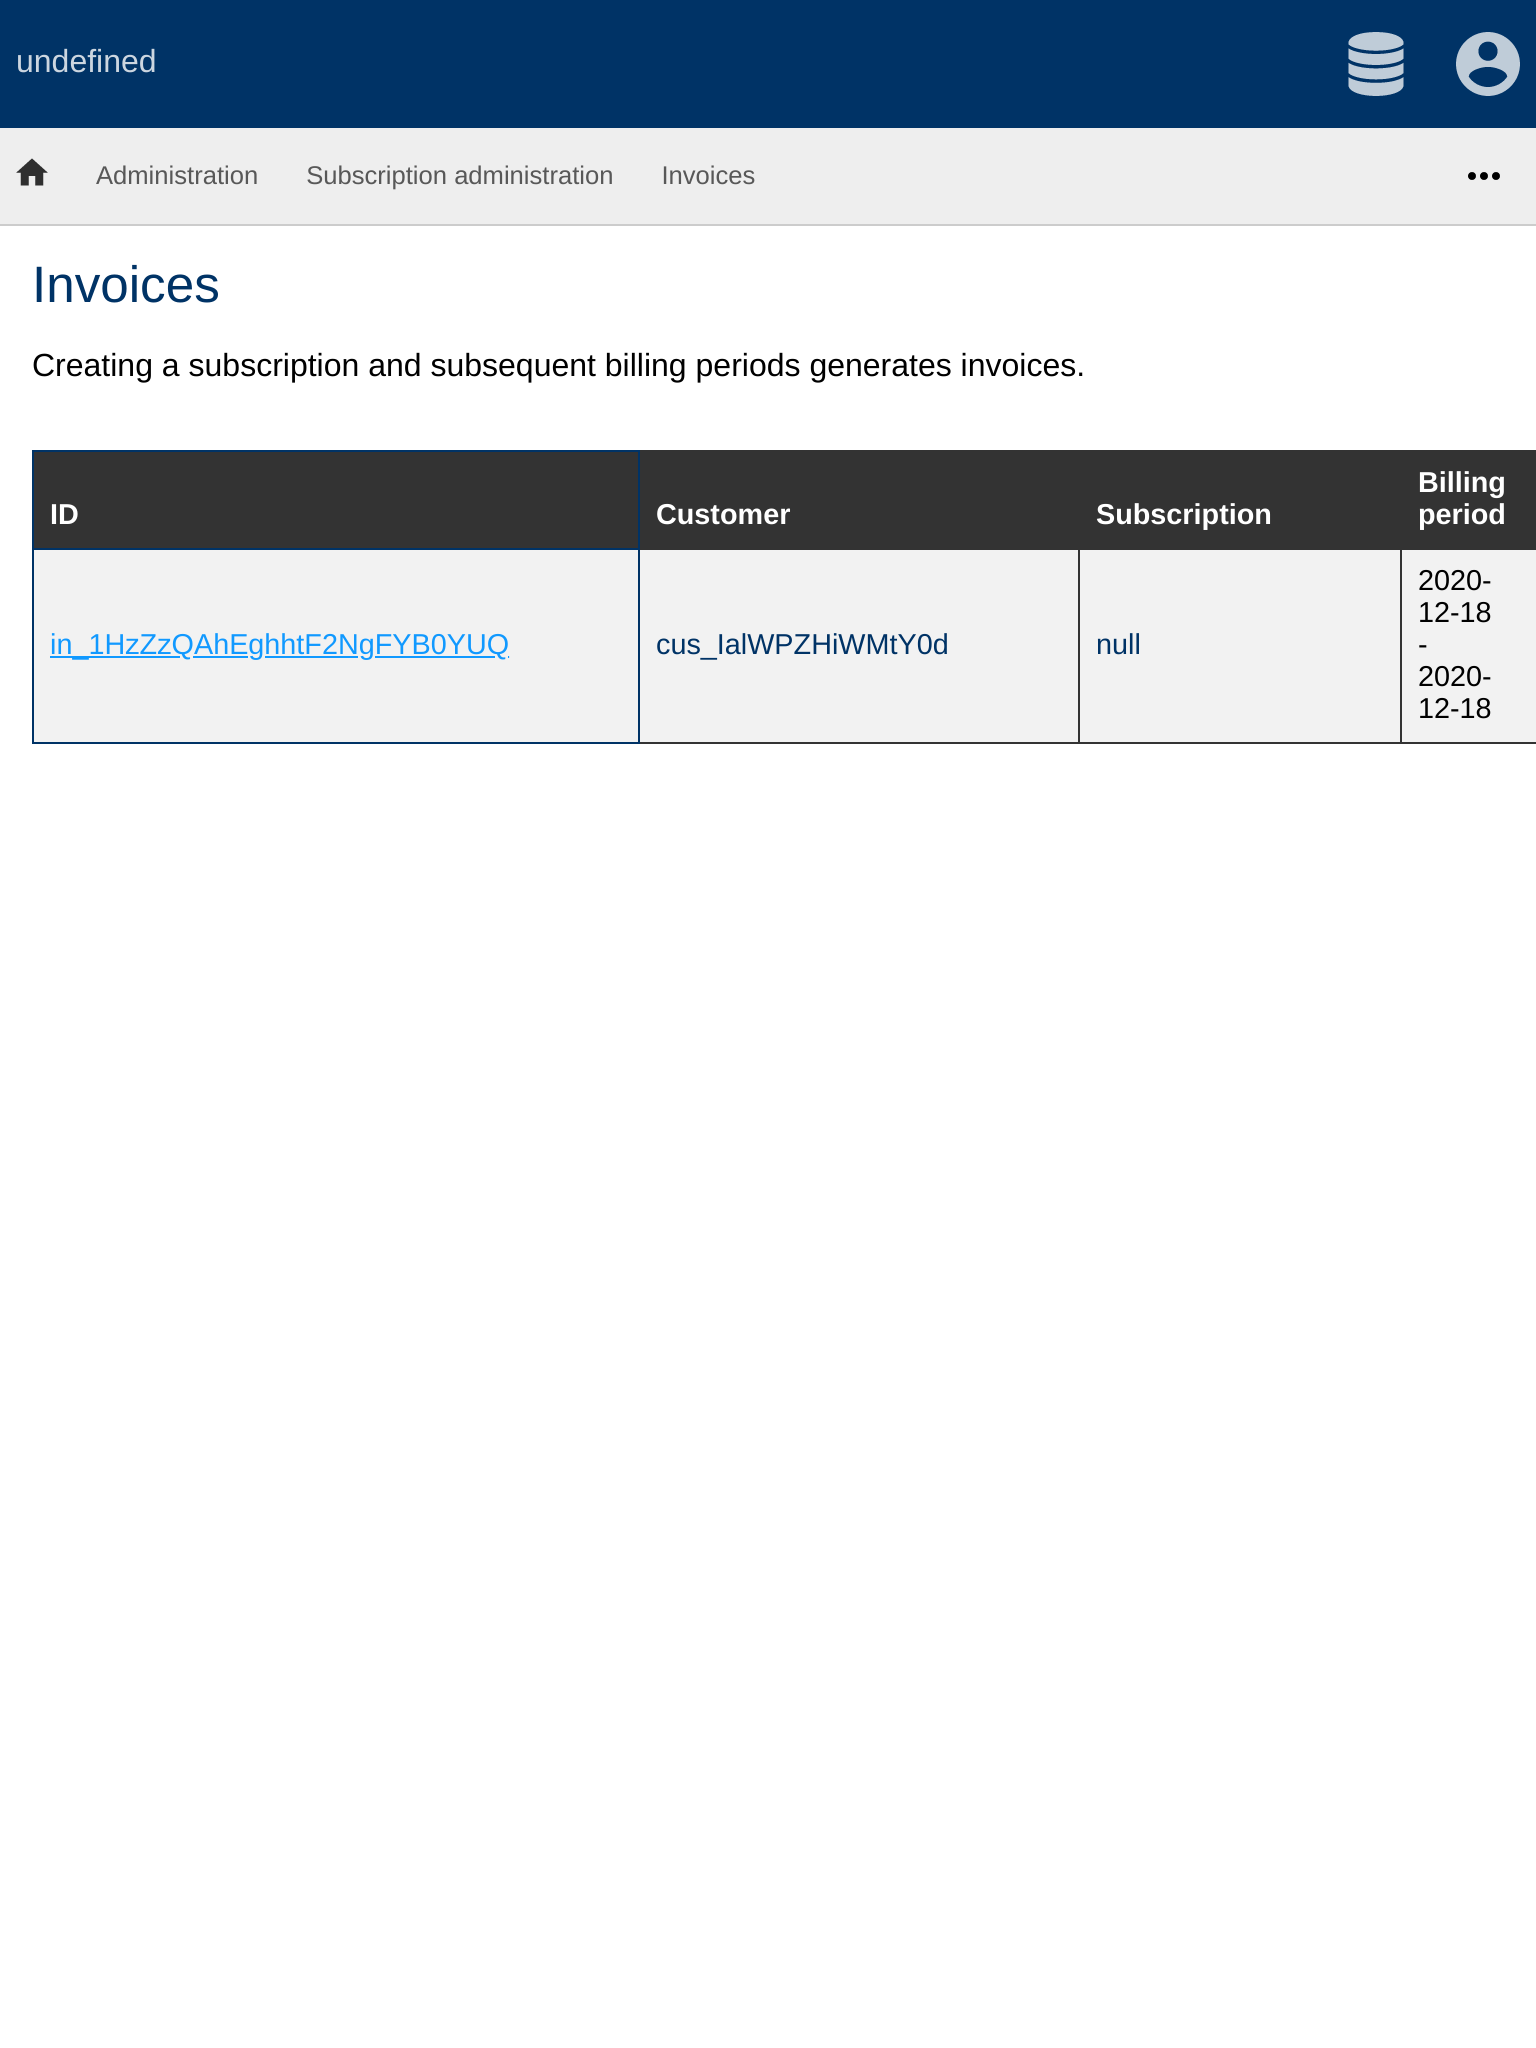 undefined
Administration Subscription administration Invoices
Invoices
Creating a subscription and subsequent billing periods generates invoices.
ID Customer Subscription Billing period
in_1HzZzQAhEghhtF2NgFYB0YUQ cus_IalWPZHiWMtY0d null 2020-12-18 - 2020-12-18